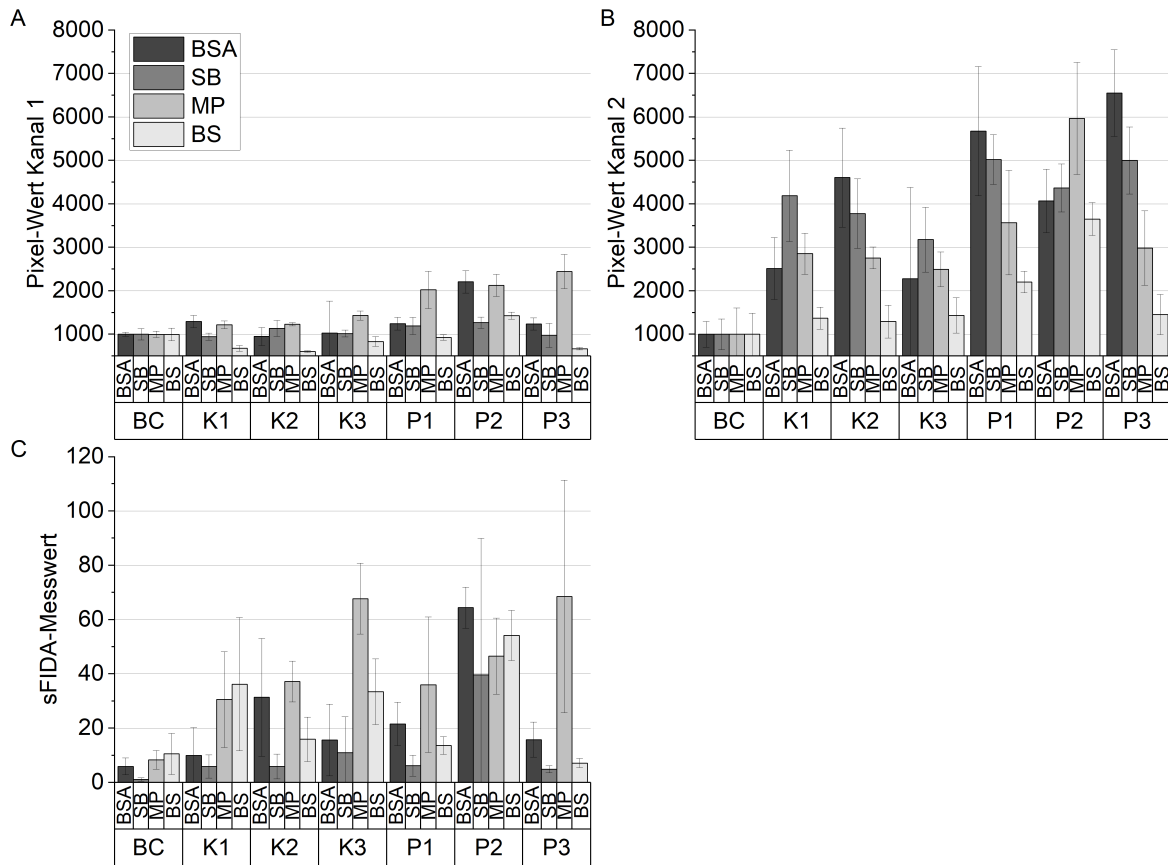 A
8000
7000
6000
5000
4000
3000
2000
1000
Pixel-Wert Kanal 1
BSA
SB
MP
BS
BSA SB MP BS BSA SB MP BS BSA SB MP BS BSA SB MP BS BSA SB MP BS BSA SB MP BS BSA SB MP BS
BC K1 K2 K3 P1 P2 P3
B
8000
7000
6000
5000
4000
3000
2000
1000
Pixel-Wert Kanal 2
BSA SB MP BS BSA SB MP BS BSA SB MP BS BSA SB MP BS BSA SB MP BS BSA SB MP BS BSA SB MP BS
BC K1 K2 K3 P1 P2 P3
C
120
100
80
60
40
20
0
sFIDA-Messwert
BSA SB MP BS BSA SB MP BS BSA SB MP BS BSA SB MP BS BSA SB MP BS BSA SB MP BS BSA SB MP BS
BC K1 K2 K3 P1 P2 P3